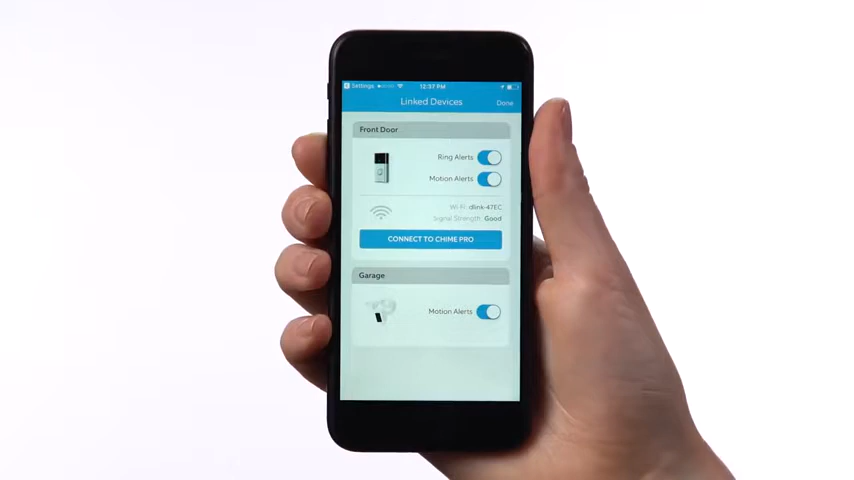 Settings
12:37 PM
Linked Devices
Done
Front Door
Ring Alerts
Motion Alerts
Wi-Fi: dlink-47EC
Signal Strength: Good
CONNECT TO CHIME PRO
Garage
Motion Alerts